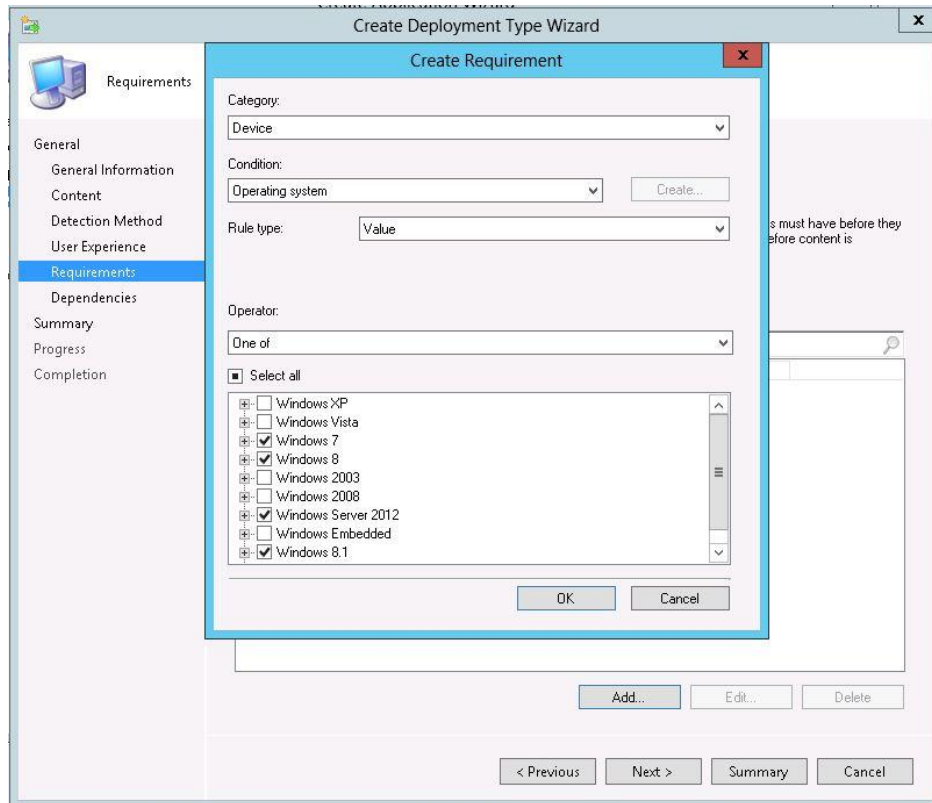 Create Application Wizard
Create Deployment Type Wizard
x
Requirements
General
General Information
Content
Detection Method
User Experience
Requirements
Dependencies
Summary
Progress
Completion
Create Requirement
x
Category:
Device
Condition:
Operating system
Create...
Rule type:
Value
Operator:
One of
Select all
Windows XP
Windows Vista
Windows 7
Windows 8
Windows 2003
Windows 2008
Windows Server 2012
Windows Embedded
Windows 8.1
OK
Cancel
s must have before they
efore content is
Add...
Edit...
Delete
< Previous
Next >
Summary
Cancel